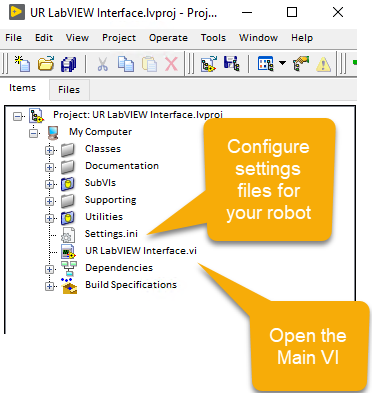 UR LabVIEW Interface.lvproj - Proj...
File Edit View Project Operate Tools Window
Items Files
Project: UR LabVIEW Interface.lvproj
My Computer
Classes
Documentation
SubVIs
Supporting
Utilities
Settings.ini
UR LabVIEW Interface.vi
Dependencies
Build Specifications
Configure
settings
files for
your robot
Open the
Main VI